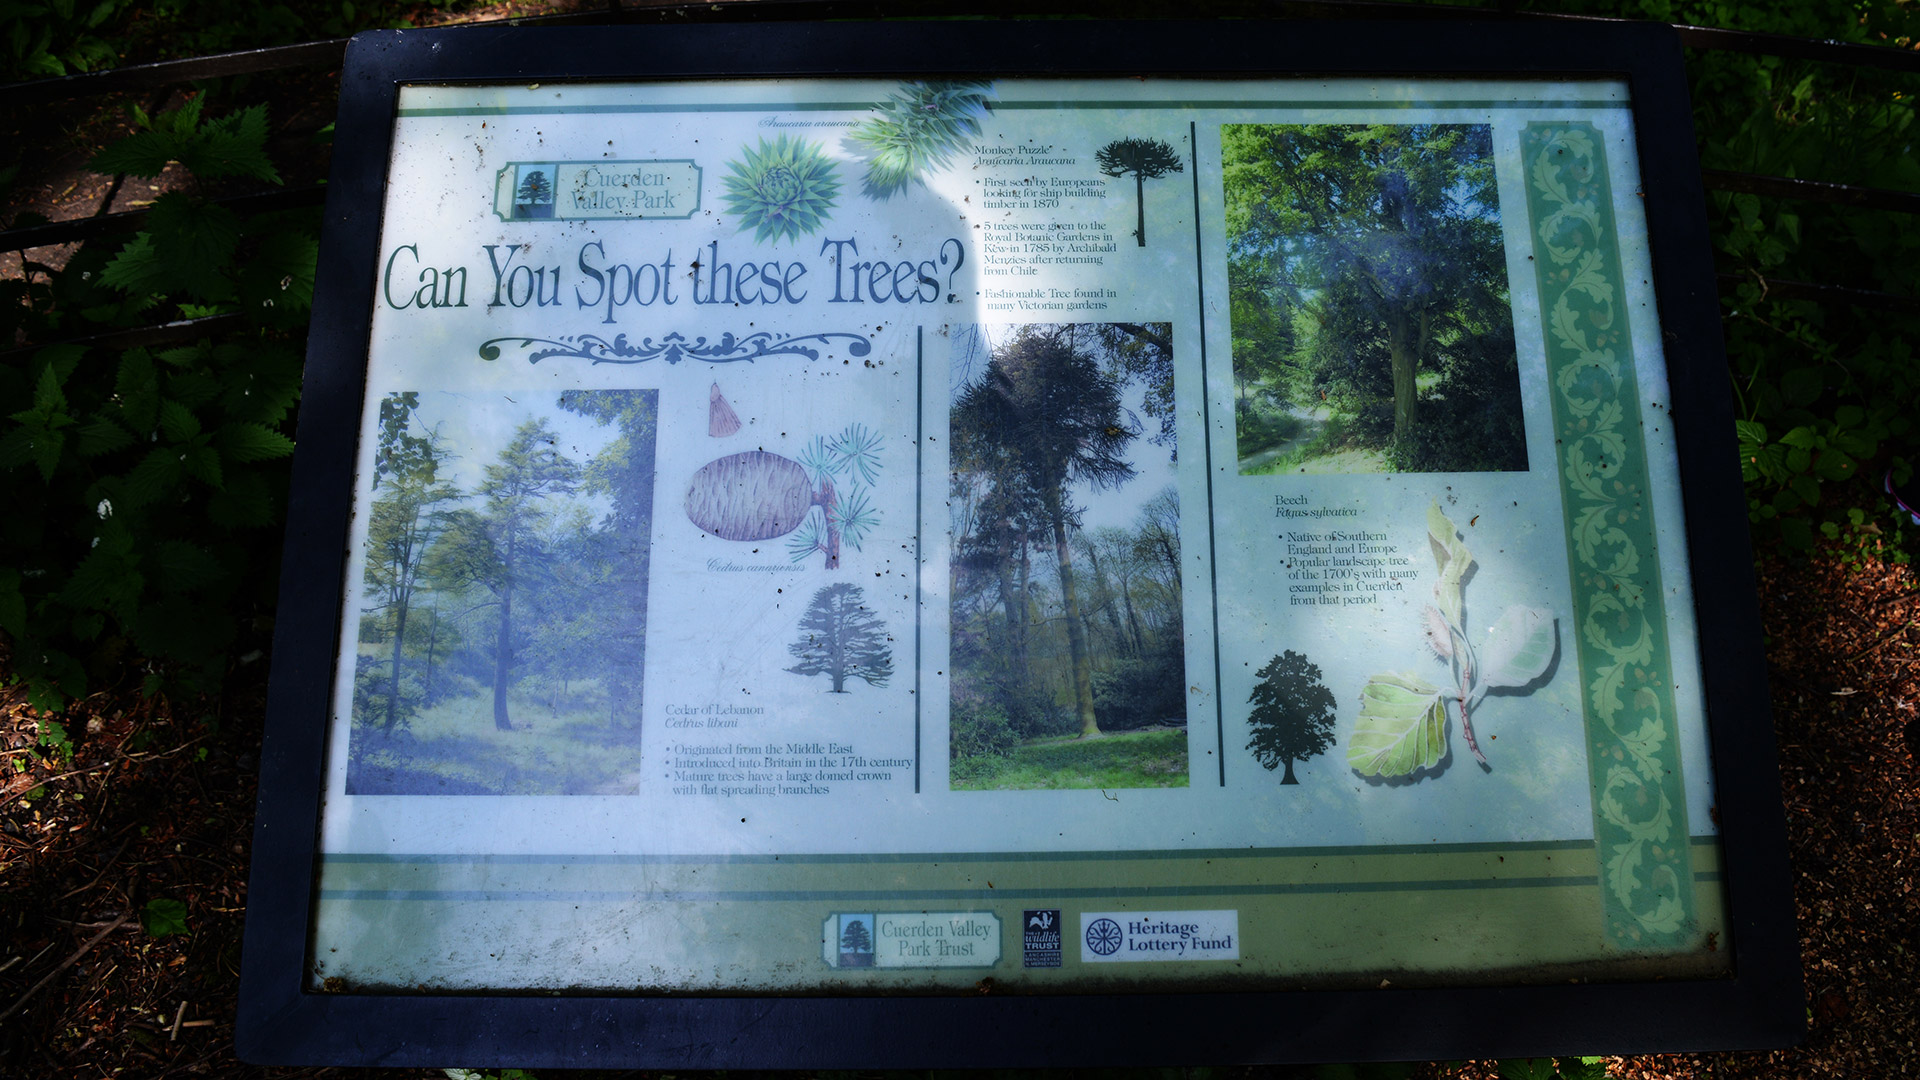 Cuerden
Valley Park
Can You Spot these Trees?
Araucaria araucana
Monkey Puzzle
Araucaria Araucana
• First seen by Europeans
looking for ship building
timber in 1870
• 5 trees were given to the
Royal Botanic Gardens in
Kew in 1785 by Archibald
Menzies after returning
from Chile
• Fashionable Tree found in
many Victorian gardens
Cedrus canariensis
Cedar of Lebanon
Cedrus libani
• Originated from the Middle East
• Introduced into Britain in the 17th century
• Mature trees have a large domed crown
with flat spreading branches
Beech
Fagus sylvatica
• Native of Southern
England and Europe
• Popular landscape tree
of the 1700's with many
examples in Cuerden
from that period
Cuerden Valley
Park Trust
THE
wildlife
TRUST
LANCASHIRE
MANCHESTER
& MERSEYSIDE
Heritage
Lottery Fund